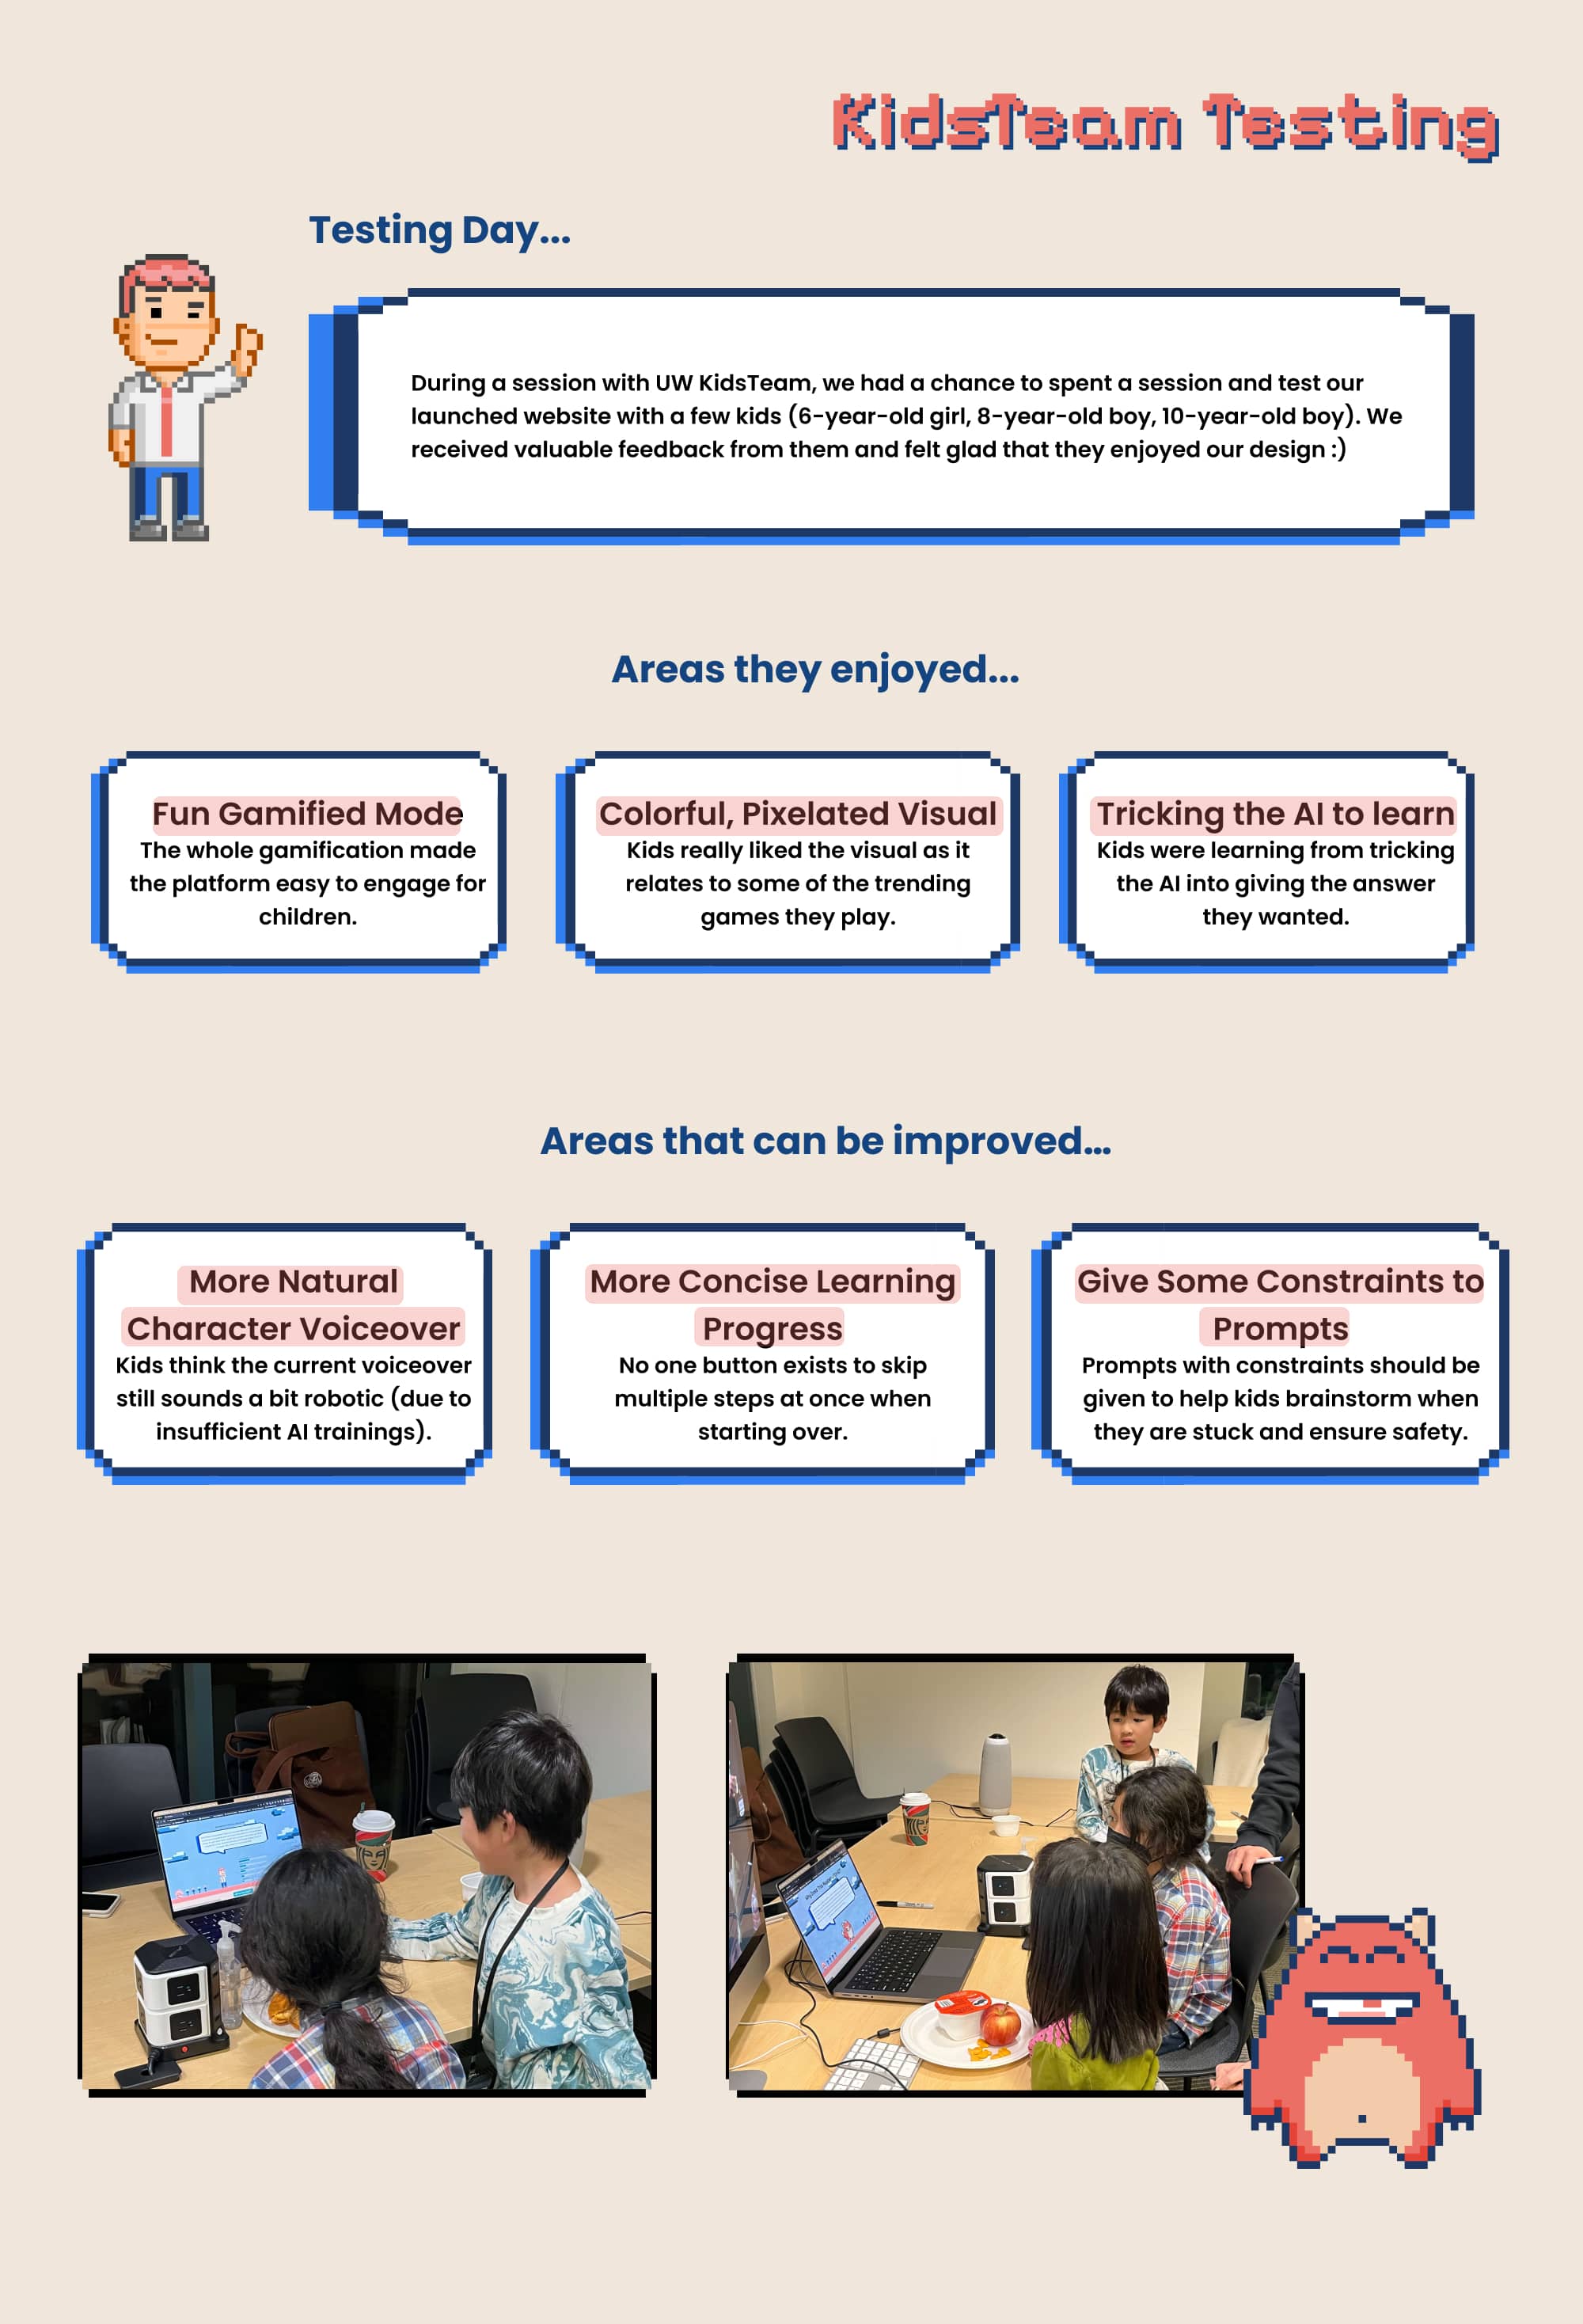 KidsTeam Testing
Testing Day...
During a session with UW KidsTeam, we had a chance to spent a session and test our
launched website with a few kids (6-year-old girl, 8-year-old boy, 10-year-old boy). We
received valuable feedback from them and felt glad that they enjoyed our design :)
Areas they enjoyed...
Fun Gamified Mode
The whole gamification made
the platform easy to engage for
children.
Colorful, Pixelated Visual
Kids really liked the visual as it
relates to some of the trending
games they play.
Tricking the AI to learn
Kids were learning from tricking
the AI into giving the answer
they wanted.
Areas that can be improved...
More Natural
Character Voiceover
Kids think the current voiceover
still sounds a bit robotic (due to
insufficient AI trainings).
More Concise Learning
Progress
No one button exists to skip
multiple steps at once when
starting over.
Give Some Constraints to
Prompts
Prompts with constraints should be
given to help kids brainstorm when
they are stuck and ensure safety.